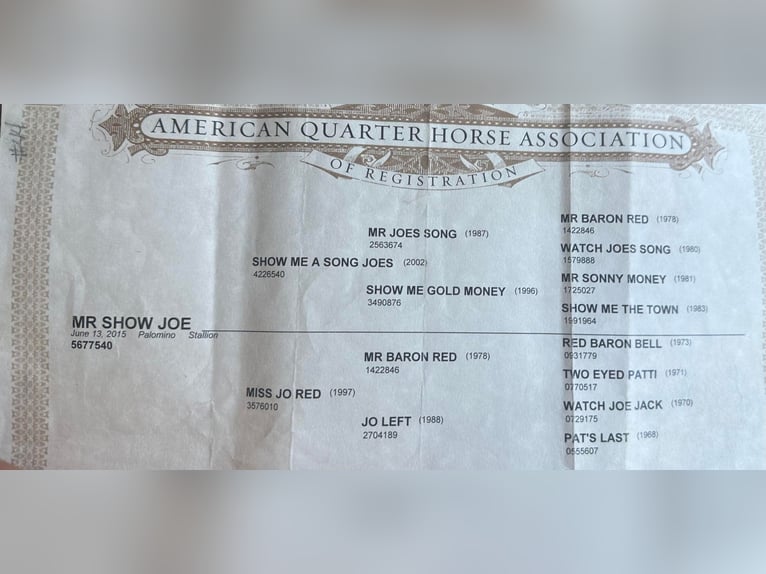 #44
AMERICAN QUARTER HORSE ASSOCIATION
OF REGISTRATION
MR BARON RED (1978)
1422846
MR JOES SONG (1987)
2563674
WATCH JOES SONG (1980)
1579888
SHOW ME A SONG JOES (2002)
4226540
MR SONNY MONEY (1981)
1725027
SHOW ME GOLD MONEY (1996)
3490876
SHOW ME THE TOWN (1983)
1991964
MR SHOW JOE
June 13, 2015 Palomino Stallion
5677540
RED BARON BELL (1973)
0931779
MR BARON RED (1978)
1422846
TWO EYED PATTI (1971)
0770517
MISS JO RED (1997)
3576010
WATCH JOE JACK (1970)
0729175
JO LEFT (1988)
2704189
PAT'S LAST (1968)
0555607